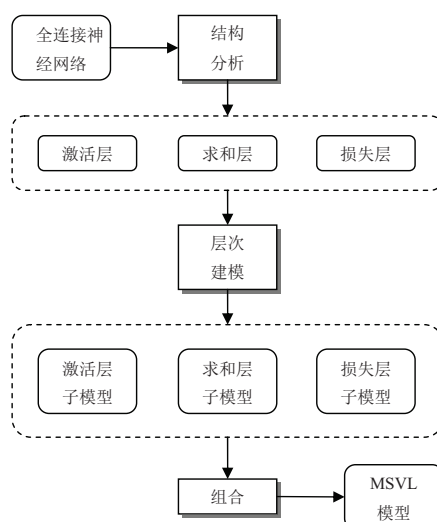 全连接神
经网络
结构
分析
激活层
求和层
损失层
层次
建模
激活层
子模型
求和层
子模型
损失层
子模型
组合
MSVL
模型